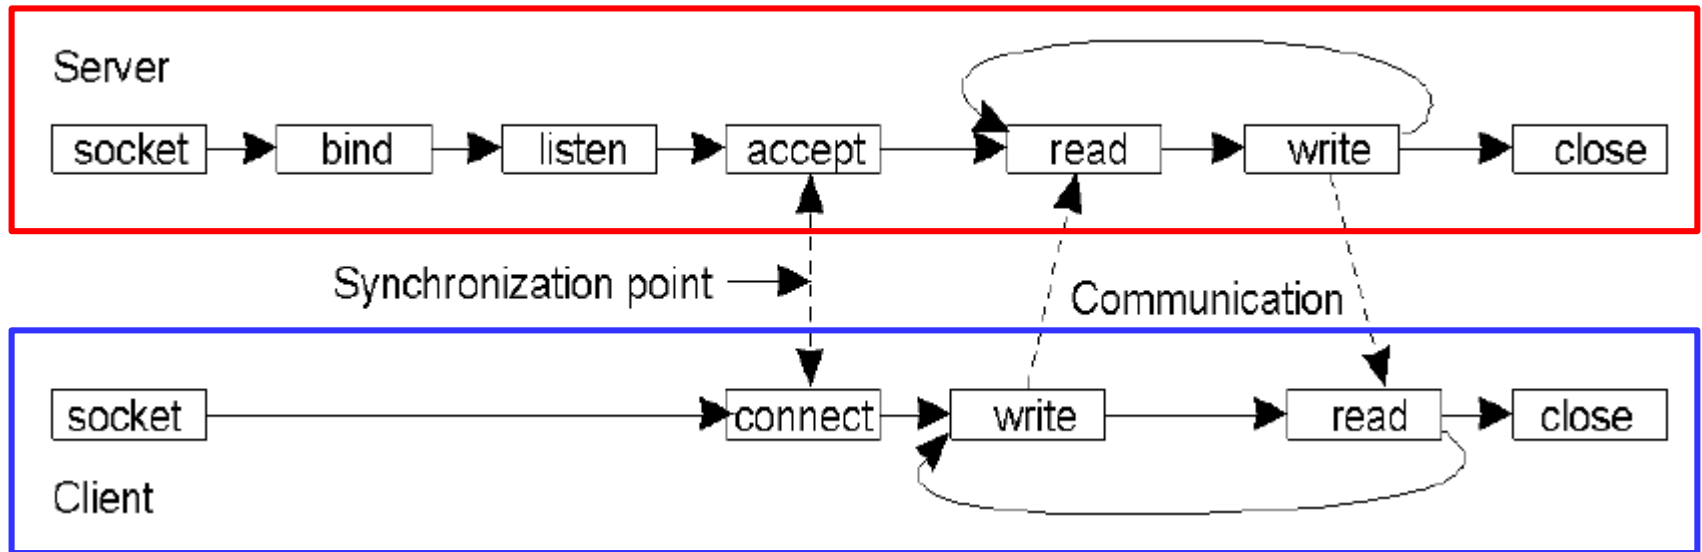 Server
socket bind listen accept read write close
Synchronization point
Communication
socket connect write read close
Client